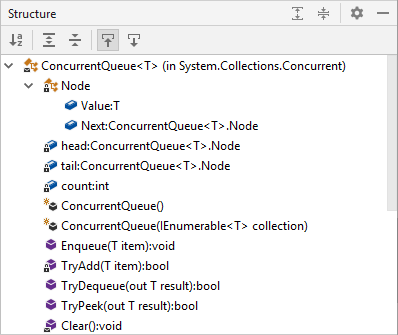 Structure
ConcurrentQueue<T> (in System.Collections.Concurrent)
Node
Value:T
Next:ConcurrentQueue<T>.Node
head:ConcurrentQueue<T>.Node
tail:ConcurrentQueue<T>.Node
count:int
ConcurrentQueue()
ConcurrentQueue(IEnumerable<T> collection)
Enqueue(T item):void
TryAdd(T item):bool
TryDequeue(out T result):bool
TryPeek(out T result):bool
Clear():void